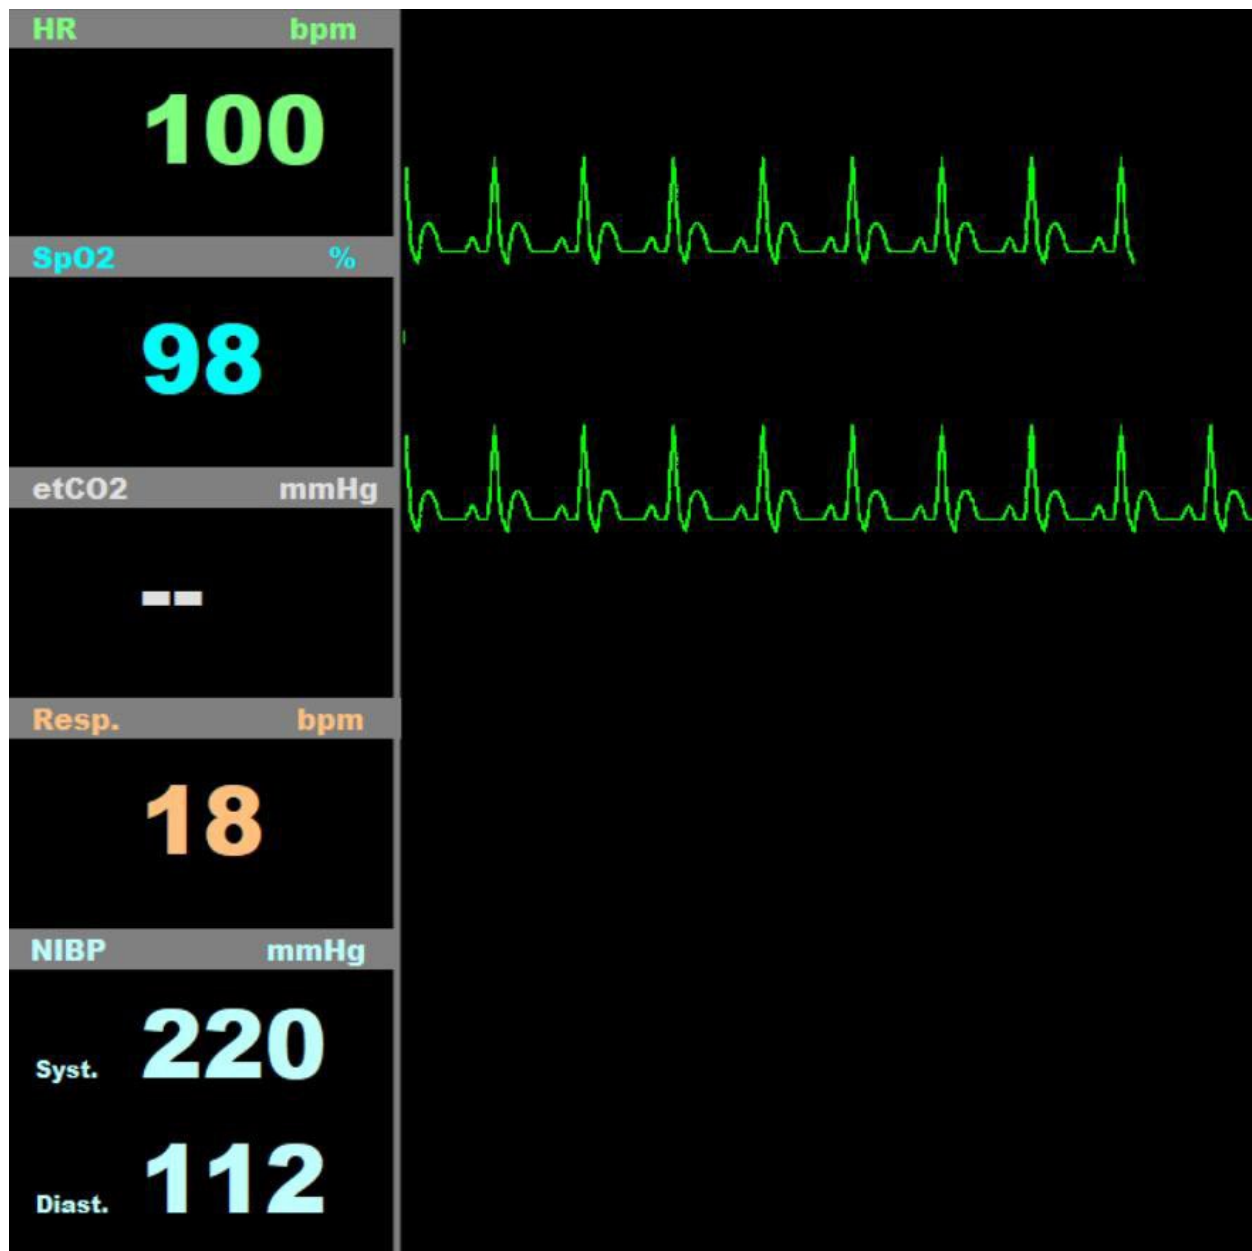 HR bpm
100
SpO2 %
98
etCO2 mmHg
--
Resp. bpm
18
NIBP mmHg
Syst. 220
Diast. 112